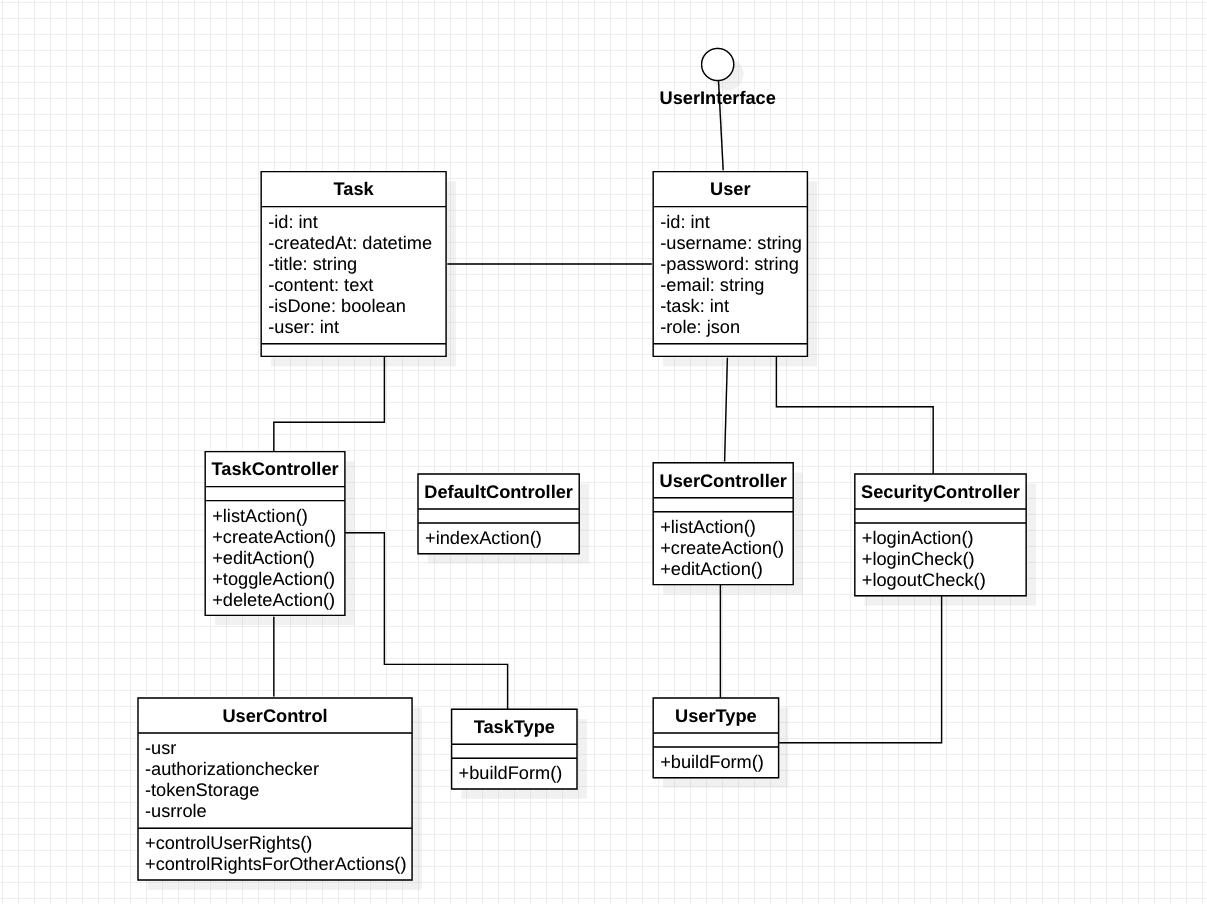 UserInterface
Task
-id: int
-createdAt: datetime
-title: string
-content: text
-isDone: boolean
-user: int
User
-id: int
-username: string
-password: string
-email: string
-task: int
-role: json
TaskController
+listAction()
+createAction()
+editAction()
+toggleAction()
+deleteAction()
DefaultController
+indexAction()
UserController
+listAction()
+createAction()
+editAction()
SecurityController
+loginAction()
+loginCheck()
+logoutCheck()
UserControl
-usr
-authorizationchecker
-tokenStorage
-usrrole
+controlUserRights()
+controlRightsForOtherActions()
TaskType
+buildForm()
UserType
+buildForm()